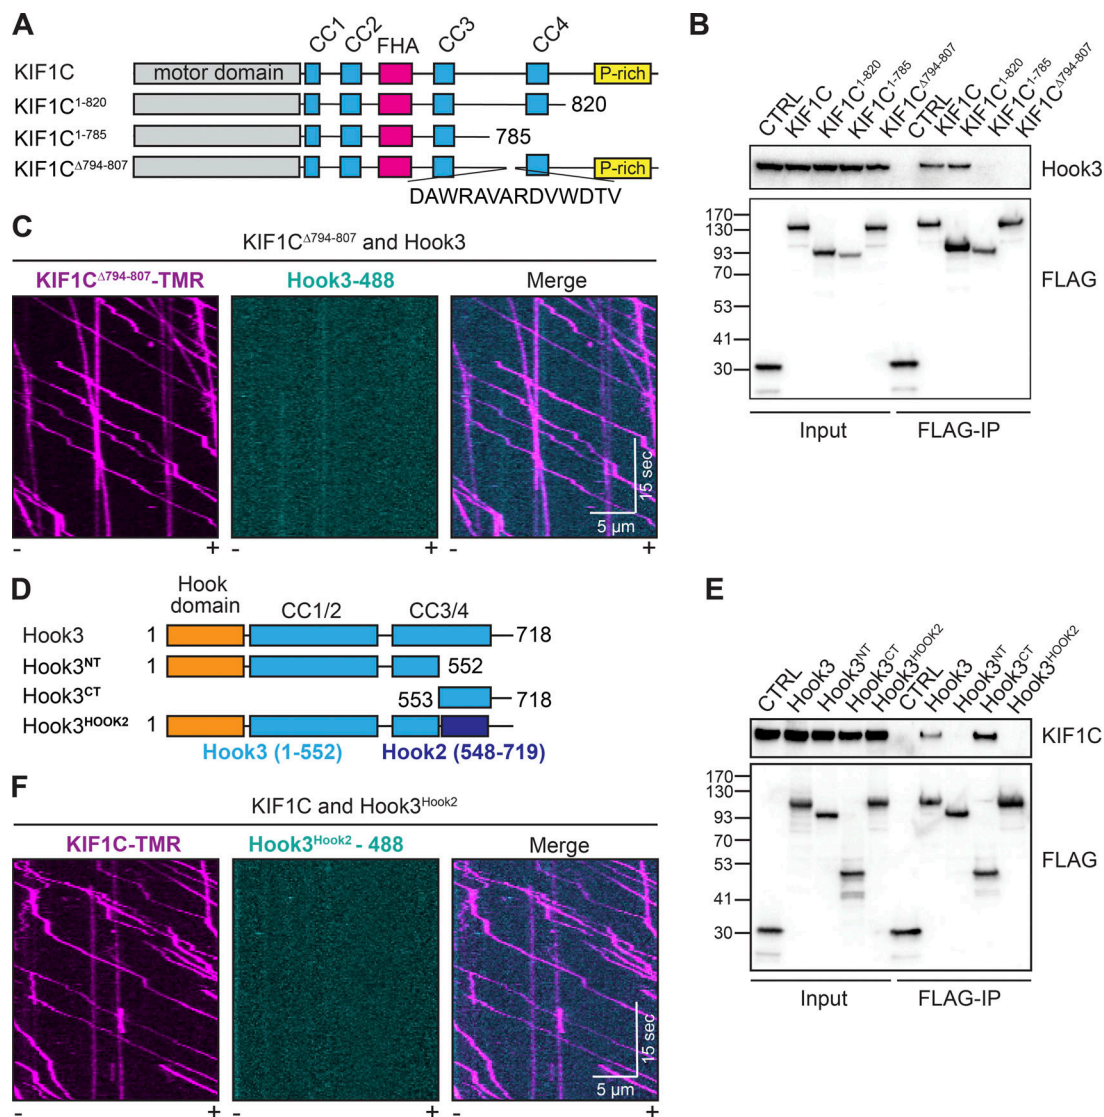 A
CC1 CC2 FHA CC3 CC4
KIF1C motor domain P-rich
KIF1C1-820 820
KIF1C1-785 785
KIF1CΔ794-807 P-rich
DAWRAVARDVWDTV
B
CTRL KIF1C KIF1C1-820 KIF1C1-785 KIF1CΔ794-807 CTRL KIF1C KIF1C1-820 KIF1C1-785 KIF1CΔ794-807
Hook3
170
130
93
70
53
41
30
FLAG
Input FLAG-IP
C
KIF1CΔ794-807 and Hook3
KIF1CΔ794-807-TMR Hook3-488 Merge
15 sec
5 µm
- + - + - +
D
Hook domain CC1/2 CC3/4
Hook3 1 718
Hook3NT 1 552
Hook3CT 553 718
Hook3HOOK2 1
Hook3 (1-552) Hook2 (548-719)
E
CTRL Hook3 Hook3NT Hook3CT Hook3HOOK2 CTRL Hook3 Hook3NT Hook3CT Hook3HOOK2
KIF1C
170
130
93
70
53
41
30
FLAG
Input FLAG-IP
F
KIF1C and Hook3Hook2
KIF1C-TMR Hook3Hook2 - 488 Merge
15 sec
5 µm
- + - + - +